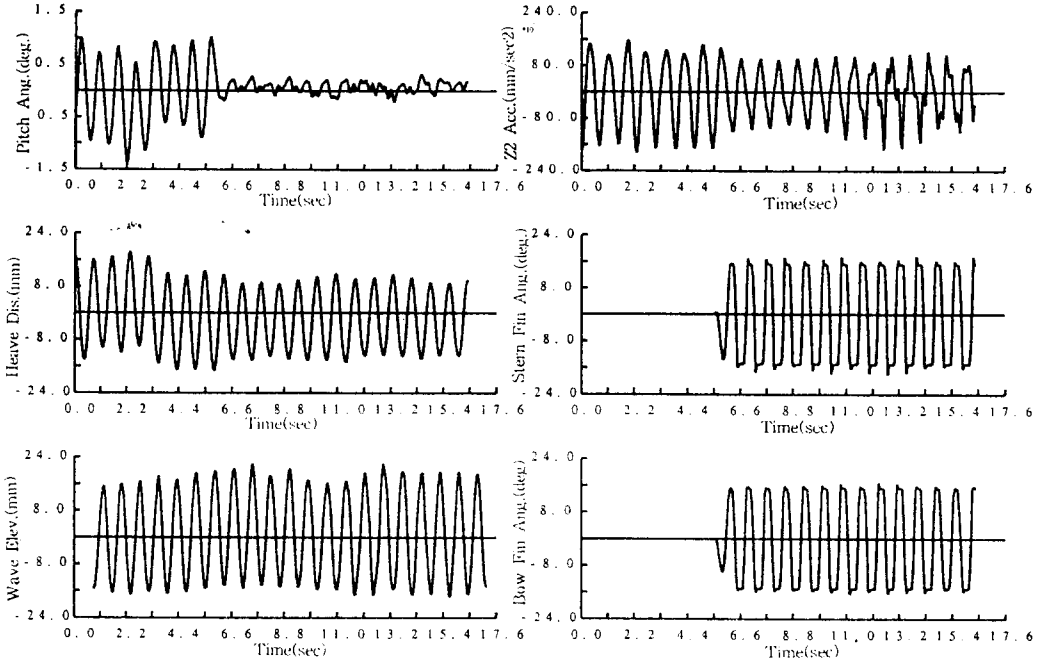 1.5
0.5
0.5
-1.5
Pitch Ang.(deg.)
0.0 2.2 4.4 6.6 8.8 11.0 13.2 15.4 17.6
Time(sec)
240.0
80.0
-80.0
-240.0
Z2 Acc.(mm/sec2)
0.0 2.2 4.4 6.6 8.8 11.0 13.2 15.4 17.6
Time(sec)
24.0
8.0
-8.0
-24.0
Heave Dis.(mm)
0.0 2.2 4.4 6.6 8.8 11.0 13.2 15.4 17.6
Time(sec)
24.0
8.0
-8.0
-24.0
Stern Fin Ang.(deg.)
0.0 2.2 4.4 6.6 8.8 11.0 13.2 15.4 17.6
Time(sec)
24.0
8.0
-8.0
-24.0
Wave Elev.(mm)
0.0 2.2 4.4 6.6 8.8 11.0 13.2 15.4 17.6
Time(sec)
24.0
8.0
-8.0
-24.0
Bow Fin Ang.(deg)
0.0 2.2 4.4 6.6 8.8 11.0 13.2 15.4 17.6
Time(sec)